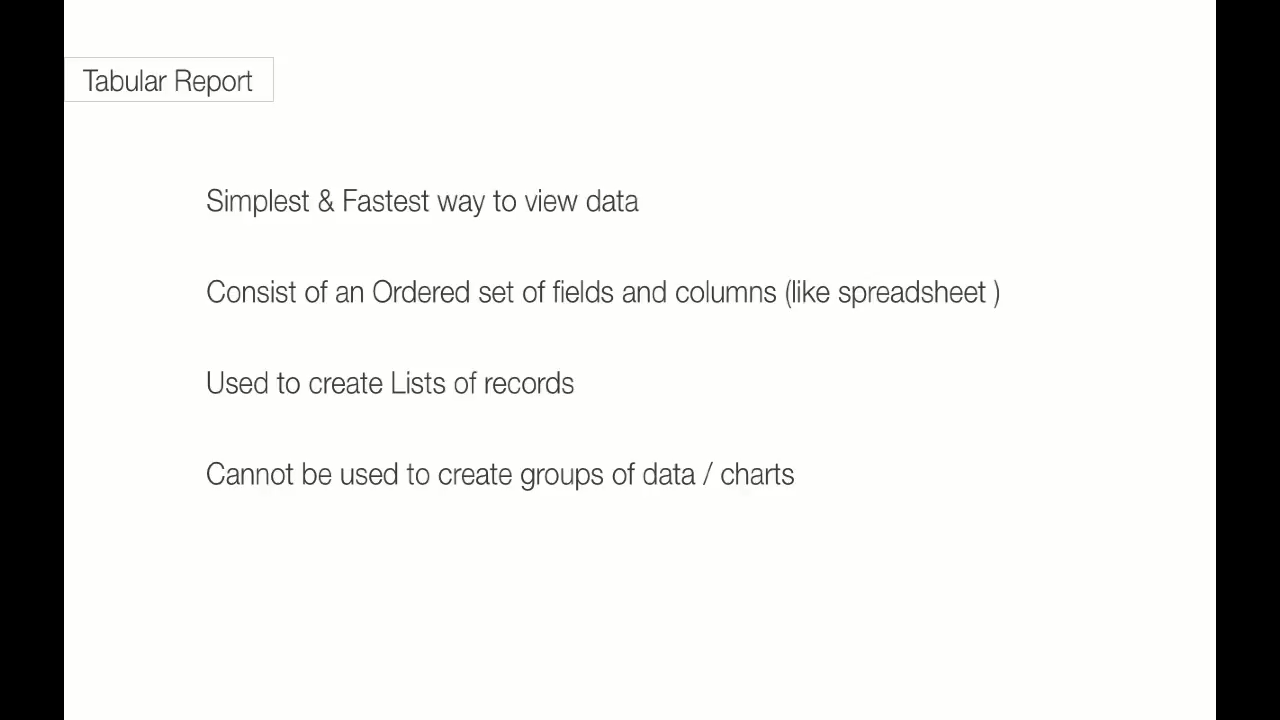 Tabular Report
Simplest & Fastest way to view data
Consist of an Ordered set of fields and columns (like spreadsheet )
Used to create Lists of records
Cannot be used to create groups of data / charts